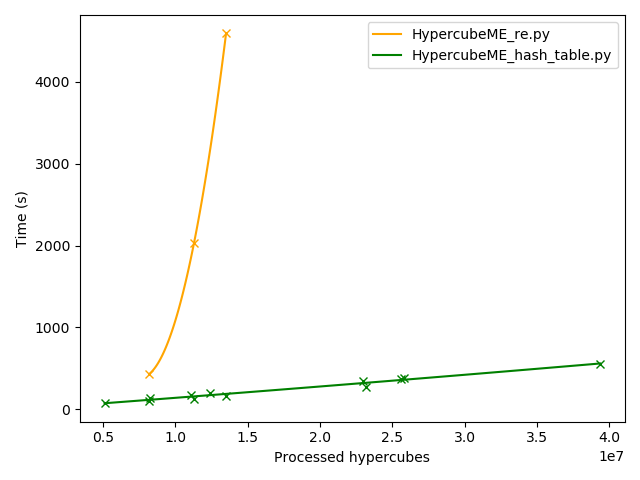 HypercubeME_re.py
HypercubeME_hash_table.py
Time (s)
4000
3000
2000
1000
0
0.5 1.0 1.5 2.0 2.5 3.0 3.5 4.0
1e7
Processed hypercubes